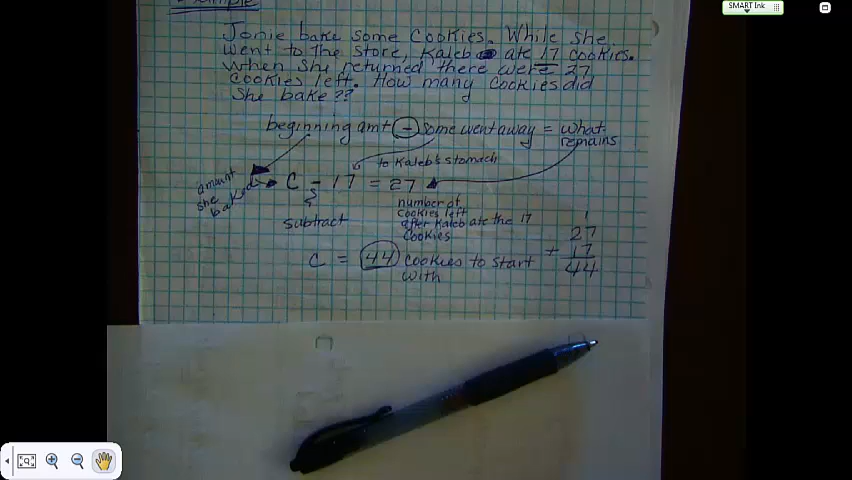 SMART Ink
Example
Jonie bake some cookies. While she
went to the store, Kaleb ate 17 cookies.
When she returned there were 27
cookies left. How many cookies did
she bake??
beginning amt - some went away = what
remains
to Kaleb's stomach
amount
she
baked
C - 17 = 27
subtract
number of
cookies left
after Kaleb ate the 17
cookies
1
27
+ 17
44
C = 44 cookies to start
with